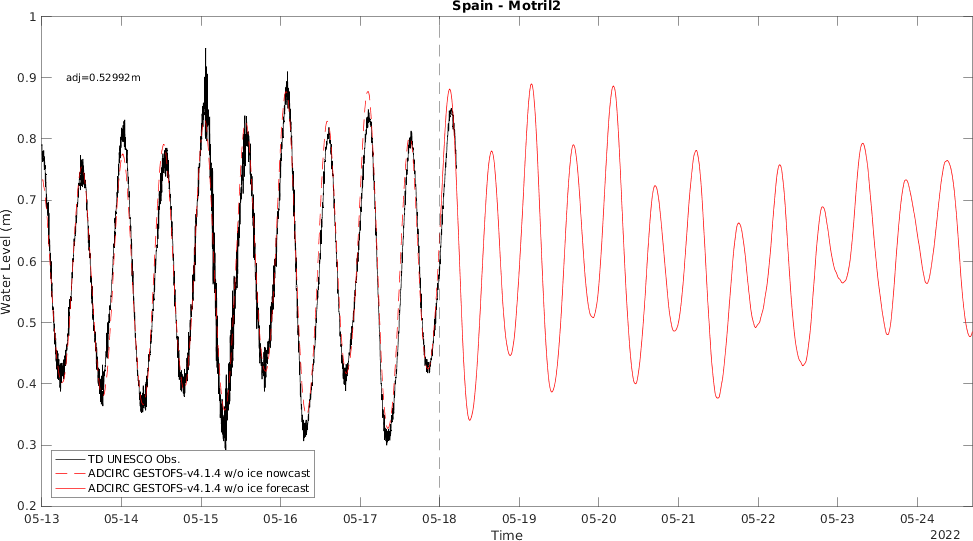 Spain - Motril2
1
0.9
0.8
0.7
0.6
0.5
0.4
0.3
0.2
Water Level (m)
adj=0.52992m
TD UNESCO Obs.
ADCIRC GESTOFS-v4.1.4 w/o ice nowcast
ADCIRC GESTOFS-v4.1.4 w/o ice forecast
05-13 05-14 05-15 05-16 05-17 05-18 05-19 05-20 05-21 05-22 05-23 05-24
Time
2022